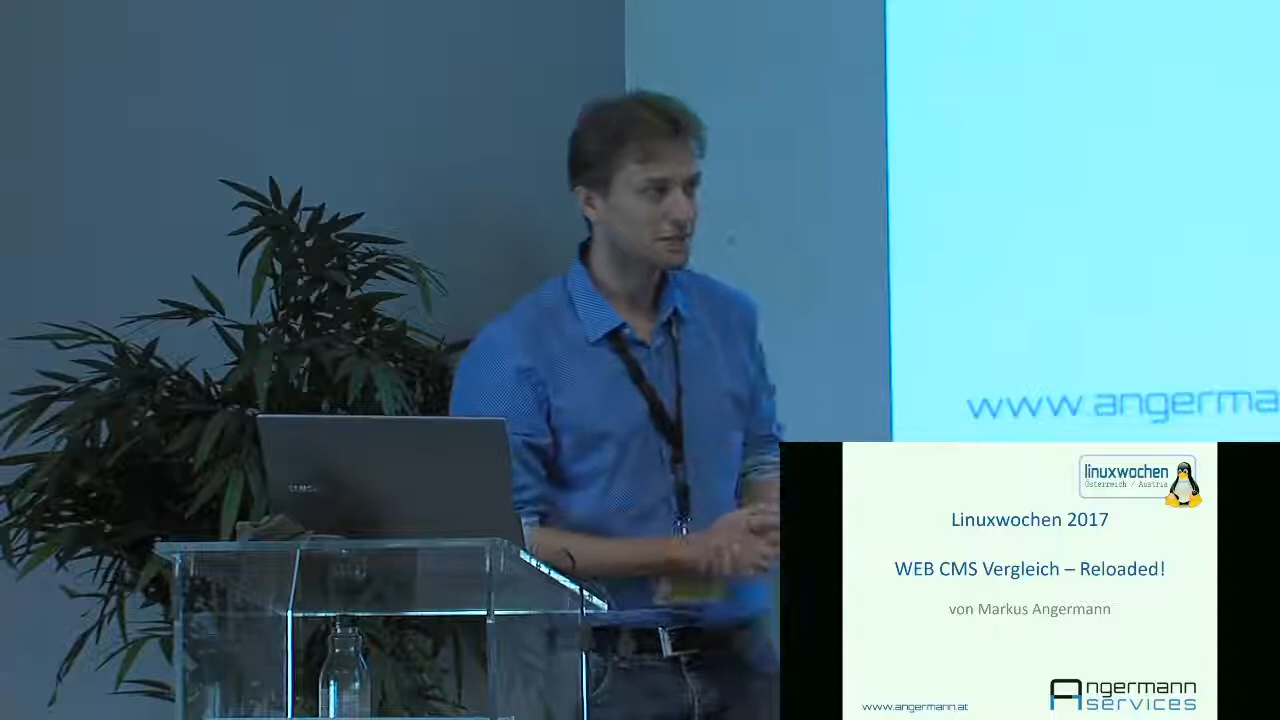 www.angerma
SAMSUNG
linuxwochen
Österreich / Austria
Linuxwochen 2017
WEB CMS Vergleich – Reloaded!
von Markus Angermann
www.angermann.at
Angermann
services